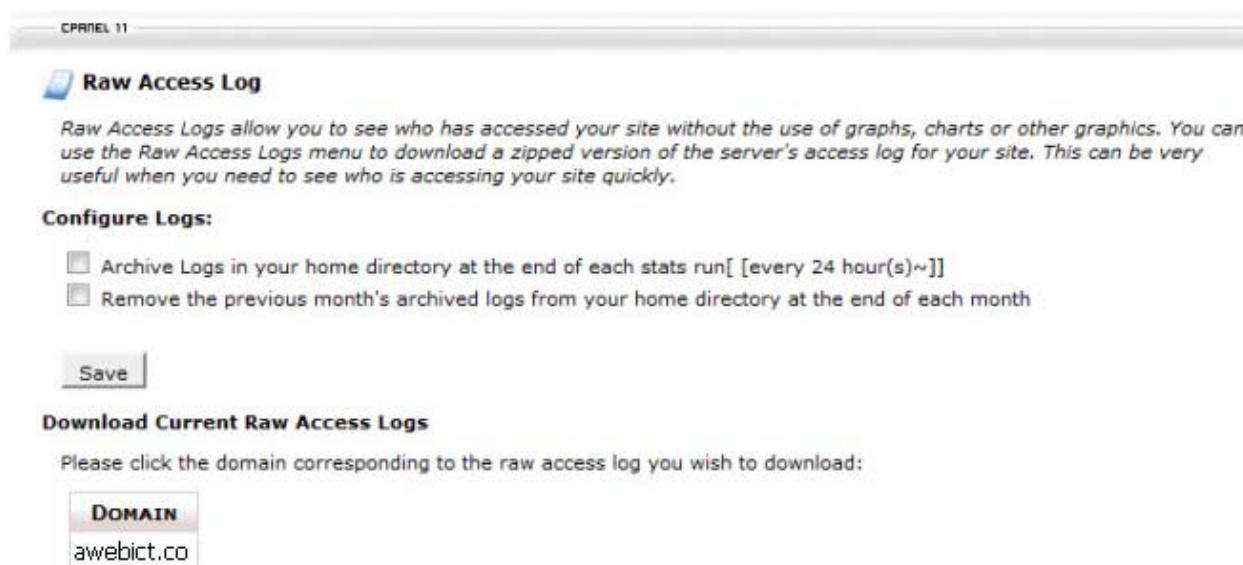 CPANEL 11
Raw Access Log
Raw Access Logs allow you to see who has accessed your site without the use of graphs, charts or other graphics. You can
use the Raw Access Logs menu to download a zipped version of the server's access log for your site. This can be very
useful when you need to see who is accessing your site quickly.
Configure Logs:
Archive Logs in your home directory at the end of each stats run[ [every 24 hour(s)~]]
Remove the previous month's archived logs from your home directory at the end of each month
Save
Download Current Raw Access Logs
Please click the domain corresponding to the raw access log you wish to download:
DOMAIN
awebict.co